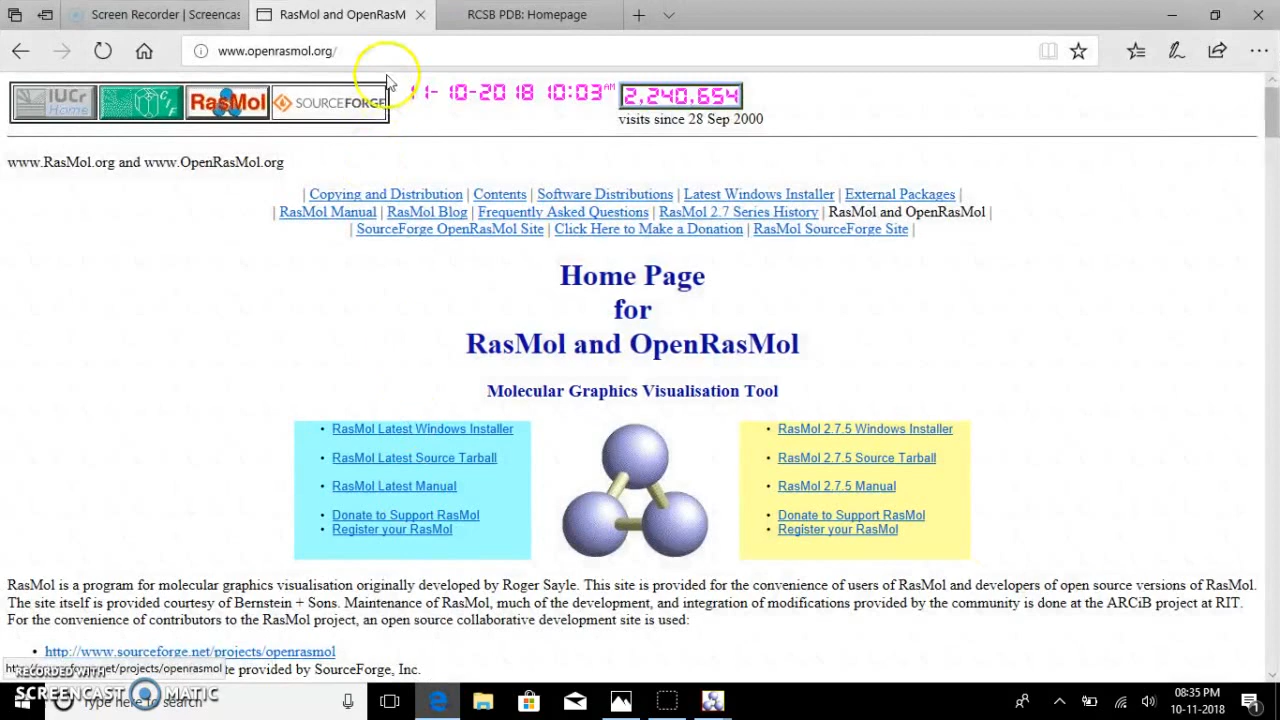 Screen Recorder | Screencas
RasMol and OpenRasM
RCSB PDB: Homepage
www.openrasmol.org/
IUCr Home
RasMol
SOURCEFORGE
11-10-2018 10:03AM
2,240,654
visits since 28 Sep 2000
www.RasMol.org and www.OpenRasMol.org
| Copying and Distribution | Contents | Software Distributions | Latest Windows Installer | External Packages |
| RasMol Manual | RasMol Blog | Frequently Asked Questions | RasMol 2.7 Series History | RasMol and OpenRasMol |
| SourceForge OpenRasMol Site | Click Here to Make a Donation | RasMol SourceForge Site |
Home Page
for
RasMol and OpenRasMol
Molecular Graphics Visualisation Tool
• RasMol Latest Windows Installer
• RasMol Latest Source Tarball
• RasMol Latest Manual
• Donate to Support RasMol
• Register your RasMol
• RasMol 2.7.5 Windows Installer
• RasMol 2.7.5 Source Tarball
• RasMol 2.7.5 Manual
• Donate to Support RasMol
• Register your RasMol
RasMol is a program for molecular graphics visualisation originally developed by Roger Sayle. This site is provided for the convenience of users of RasMol and developers of open source versions of RasMol.
The site itself is provided courtesy of Bernstein + Sons. Maintenance of RasMol, much of the development, and integration of modifications provided by the community is done at the ARCiB project at RIT.
For the convenience of contributors to the RasMol project, an open source collaborative development site is used:
• http://www.sourceforge.net/projects/openrasmol
provided by SourceForge, Inc.
RECORDED WITH
SCREENCAST MATIC
Type here to search
08:35 PM
10-11-2018